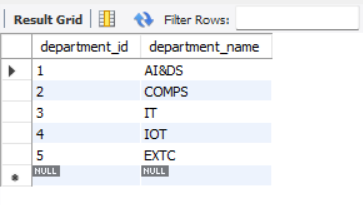 Result Grid Filter Rows:
department_id department_name
1 AI&DS
2 COMPS
3 IT
4 IOT
5 EXTC
NULL NULL